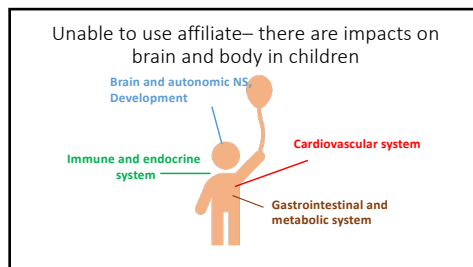 Unable to use affiliate– there are impacts on
brain and body in children
Brain and autonomic NS,
Development
Cardiovascular system
Immune and endocrine
system
Gastrointestinal and
metabolic system